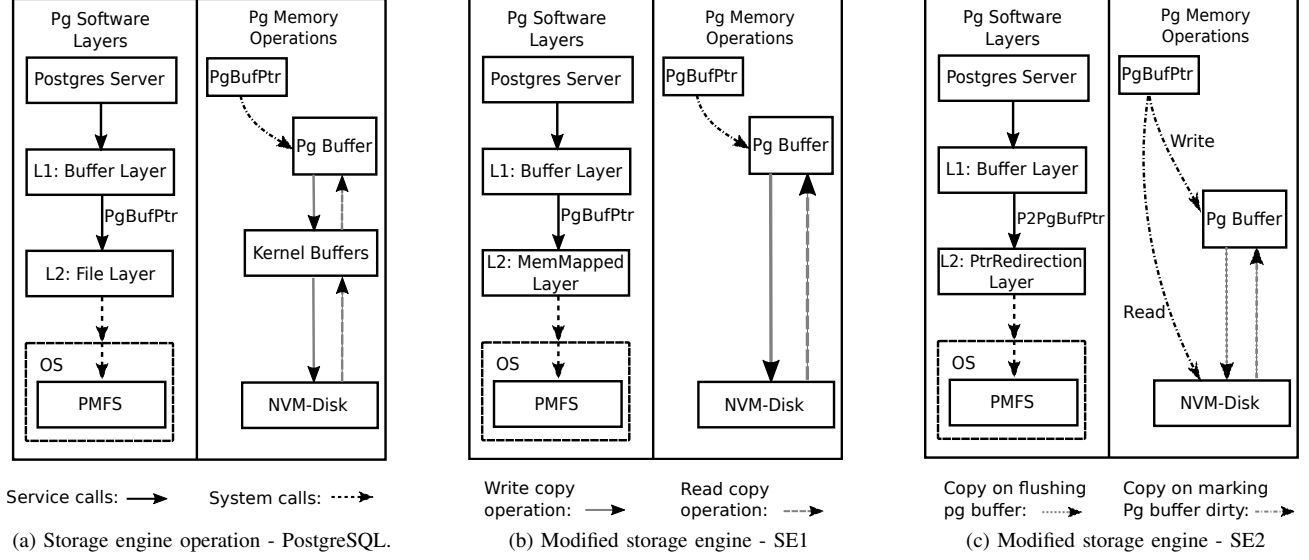 Pg Software
Layers
Pg Memory
Operations
Postgres Server
PgBufPtr
Pg Buffer
L1: Buffer Layer
PgBufPtr
Kernel Buffers
L2: File Layer
OS
PMFS
NVM-Disk
Service calls:
System calls:
(a) Storage engine operation - PostgreSQL.
Pg Software
Layers
Pg Memory
Operations
Postgres Server
PgBufPtr
Pg Buffer
L1: Buffer Layer
PgBufPtr
L2: MemMapped
Layer
OS
PMFS
NVM-Disk
Write copy
operation:
Read copy
operation:
(b) Modified storage engine - SE1
Pg Software
Layers
Pg Memory
Operations
Postgres Server
PgBufPtr
Write
L1: Buffer Layer
P2PgBufPtr
Pg Buffer
L2: PtrRedirection
Layer
Read
OS
PMFS
NVM-Disk
Copy on flushing
pg buffer:
Copy on marking
Pg buffer dirty:
(c) Modified storage engine - SE2